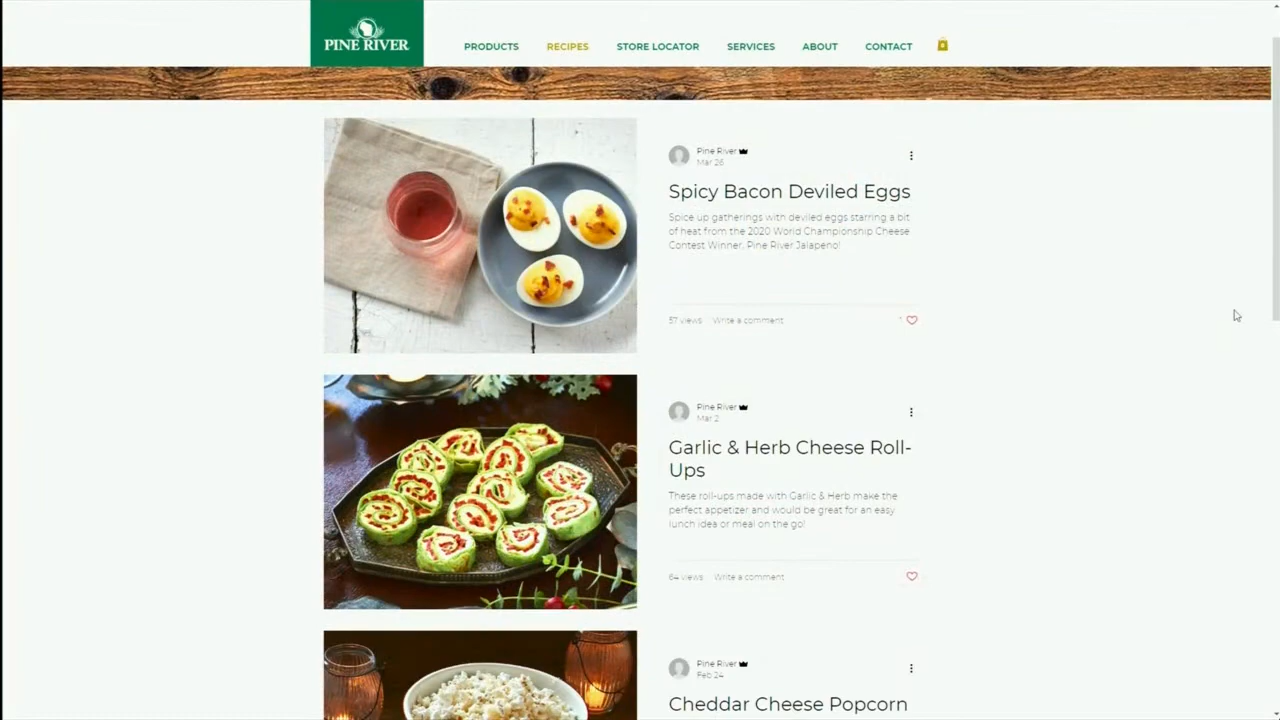 PINE RIVER
PRODUCTS
RECIPES
STORE LOCATOR
SERVICES
ABOUT
CONTACT
Pine River
Mar 26
Spicy Bacon Deviled Eggs
Spice up gatherings with deviled eggs starring a bit
of heat from the 2020 World Championship Cheese
Contest Winner, Pine River Jalapeno!
57 views
Write a comment
1
Pine River
Mar 2
Garlic & Herb Cheese Roll-
Ups
These roll-ups made with Garlic & Herb make the
perfect appetizer and would be great for an easy
lunch idea or meal on the go!
64 views
Write a comment
Pine River
Feb 24
Cheddar Cheese Popcorn